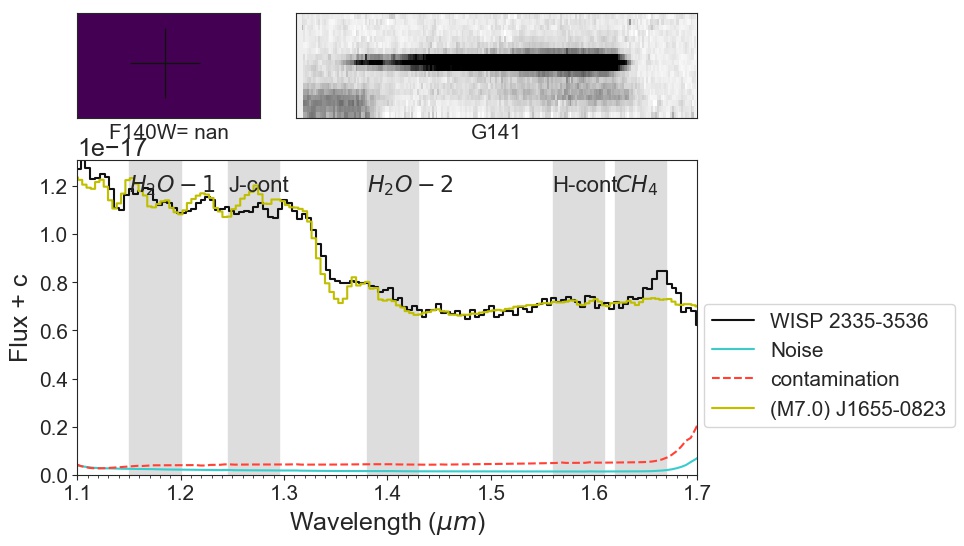 F140W= nan
G141
1e−17
H₂O − 1
J-cont
H₂O − 2
H-cont
CH₄
1.2
1.0
0.8
0.6
0.4
0.2
0.0
Flux + c
1.1
1.2
1.3
1.4
1.5
1.6
1.7
Wavelength (μm)
WISP 2335-3536
Noise
contamination
(M7.0) J1655-0823